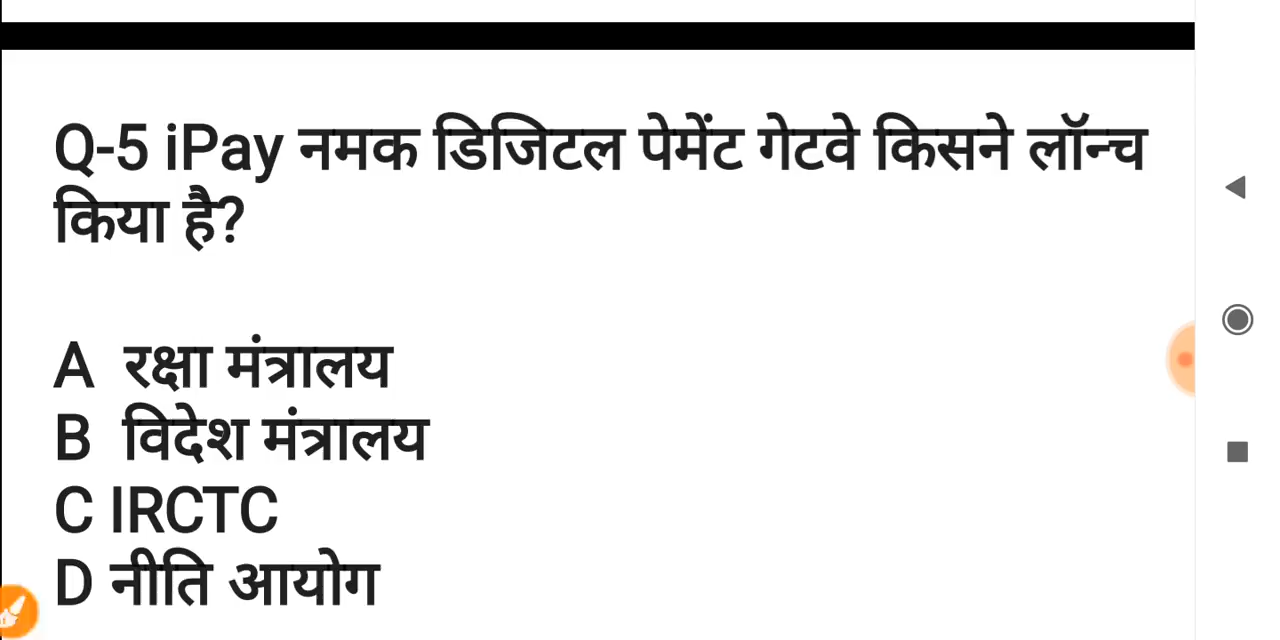 Q-5 iPay नमक डिजिटल पेमेंट गेटवे किसने लॉन्च
किया है?
A रक्षा मंत्रालय
B विदेश मंत्रालय
C IRCTC
D नीति आयोग